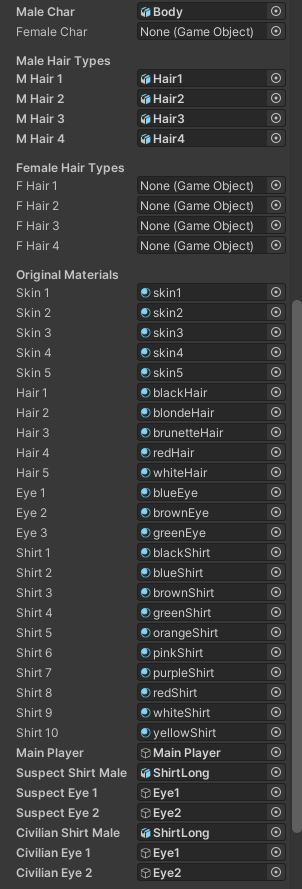 Male Char Body
Female Char None (Game Object)
Male Hair Types
M Hair 1 Hair1
M Hair 2 Hair2
M Hair 3 Hair3
M Hair 4 Hair4
Female Hair Types
F Hair 1 None (Game Object)
F Hair 2 None (Game Object)
F Hair 3 None (Game Object)
F Hair 4 None (Game Object)
Original Materials
Skin 1 skin1
Skin 2 skin2
Skin 3 skin3
Skin 4 skin4
Skin 5 skin5
Hair 1 blackHair
Hair 2 blondeHair
Hair 3 brunetteHair
Hair 4 redHair
Hair 5 whiteHair
Eye 1 blueEye
Eye 2 brownEye
Eye 3 greenEye
Shirt 1 blackShirt
Shirt 2 blueShirt
Shirt 3 brownShirt
Shirt 4 greenShirt
Shirt 5 orangeShirt
Shirt 6 pinkShirt
Shirt 7 purpleShirt
Shirt 8 redShirt
Shirt 9 whiteShirt
Shirt 10 yellowShirt
Main Player Main Player
Suspect Shirt Male ShirtLong
Suspect Eye 1 Eye1
Suspect Eye 2 Eye2
Civilian Shirt Male ShirtLong
Civilian Eye 1 Eye1
Civilian Eye 2 Eye2